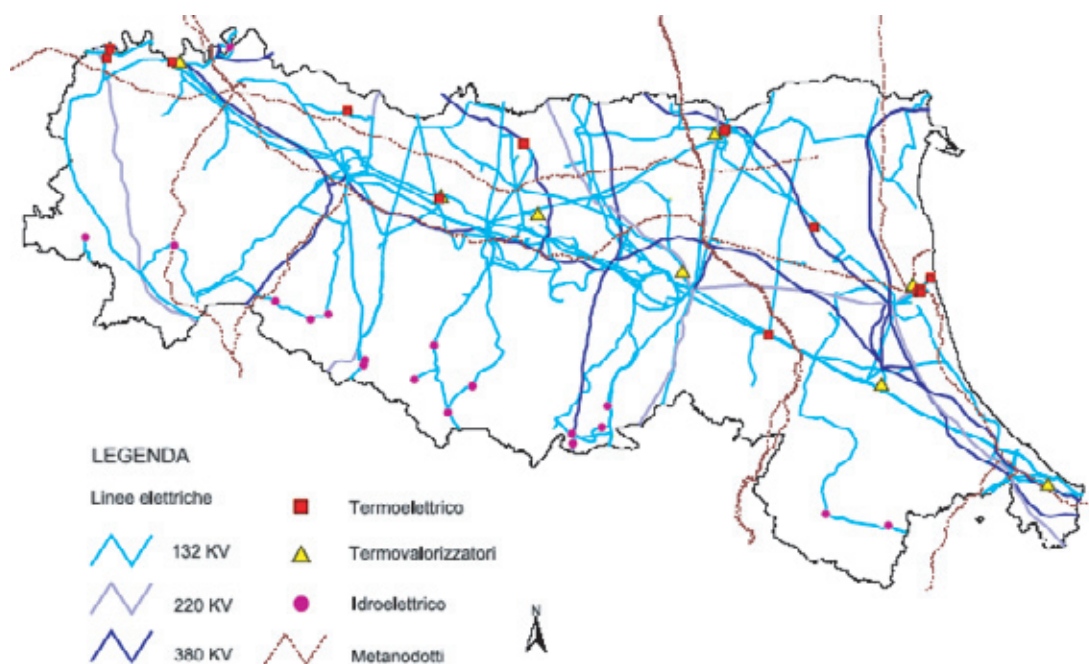 LEGENDA
Linee elettriche
132 KV
220 KV
380 KV
Termoelettrico
Termovalorizzatori
Idroelettrico
Metanodotti
N